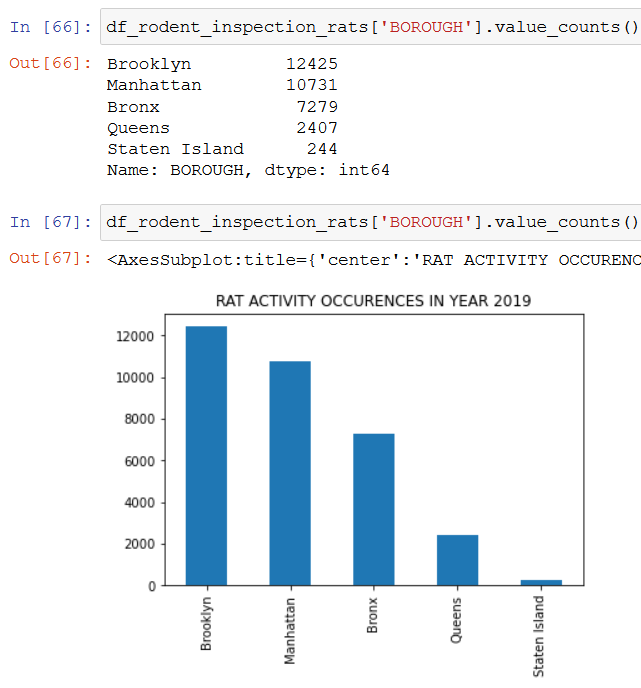 In [66]: df_rodent_inspection_rats['BOROUGH'].value_counts()
Out[66]: Brooklyn 12425
Manhattan 10731
Bronx 7279
Queens 2407
Staten Island 244
Name: BOROUGH, dtype: int64
In [67]: df_rodent_inspection_rats['BOROUGH'].value_counts()
Out[67]: <AxesSubplot:title={'center':'RAT ACTIVITY OCCURENC
RAT ACTIVITY OCCURENCES IN YEAR 2019
12000
10000
8000
6000
4000
2000
0
Brooklyn
Manhattan
Bronx
Queens
Staten Island